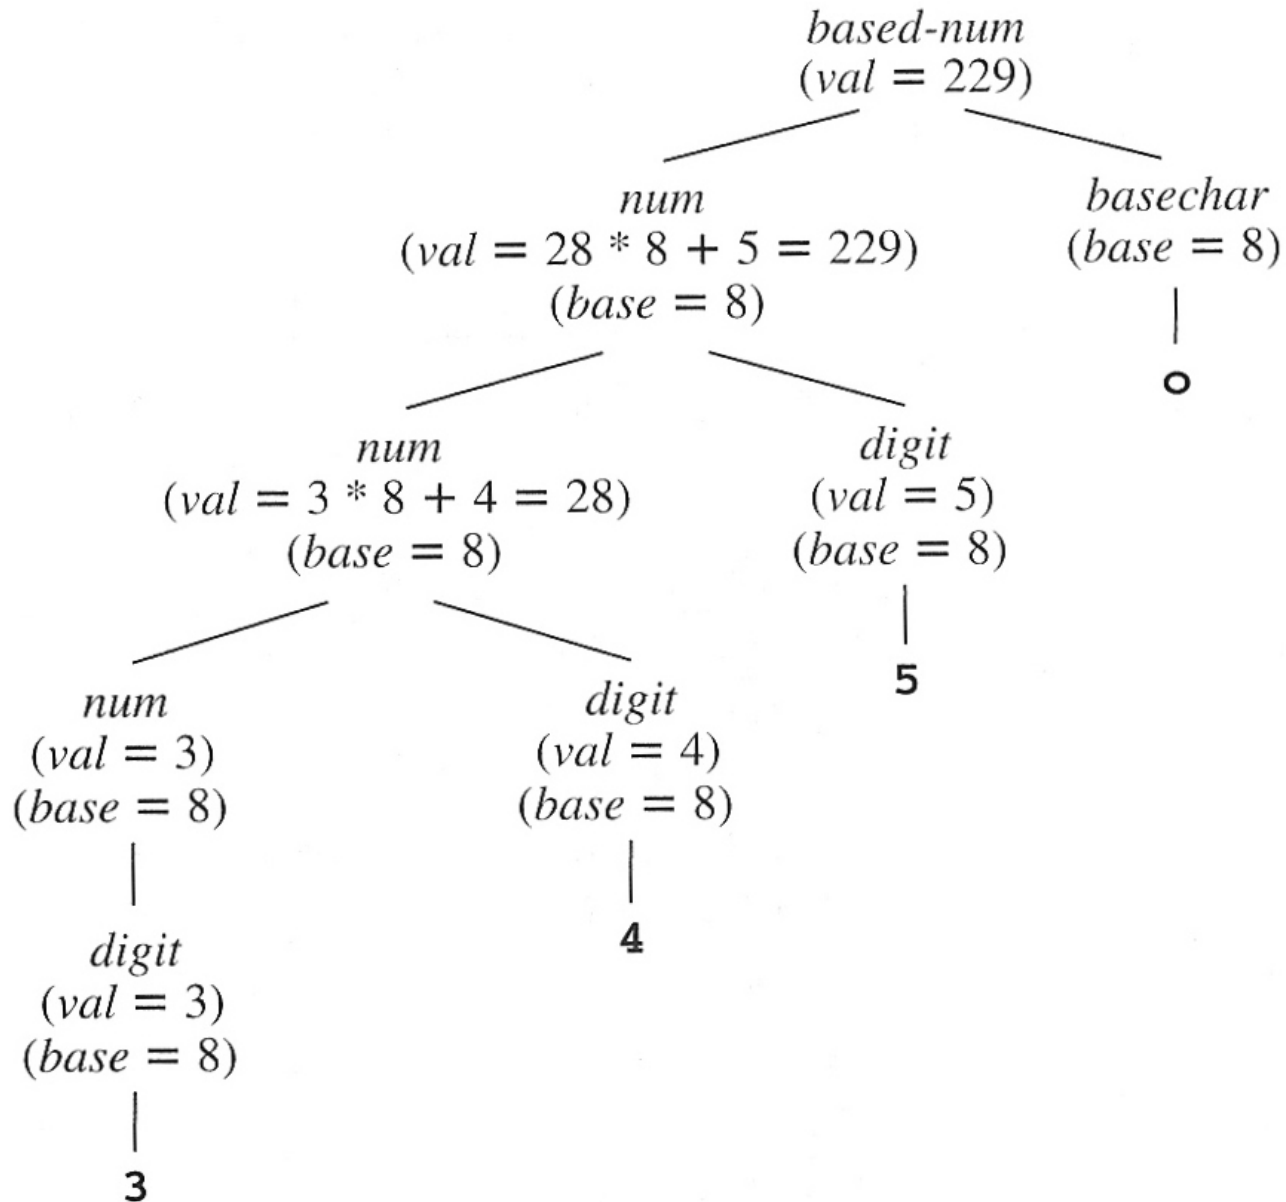 based-num
(val = 229)
num
(val = 28 * 8 + 5 = 229)
(base = 8)
basechar
(base = 8)
o
num
(val = 3 * 8 + 4 = 28)
(base = 8)
digit
(val = 5)
(base = 8)
5
num
(val = 3)
(base = 8)
digit
(val = 4)
(base = 8)
4
digit
(val = 3)
(base = 8)
3